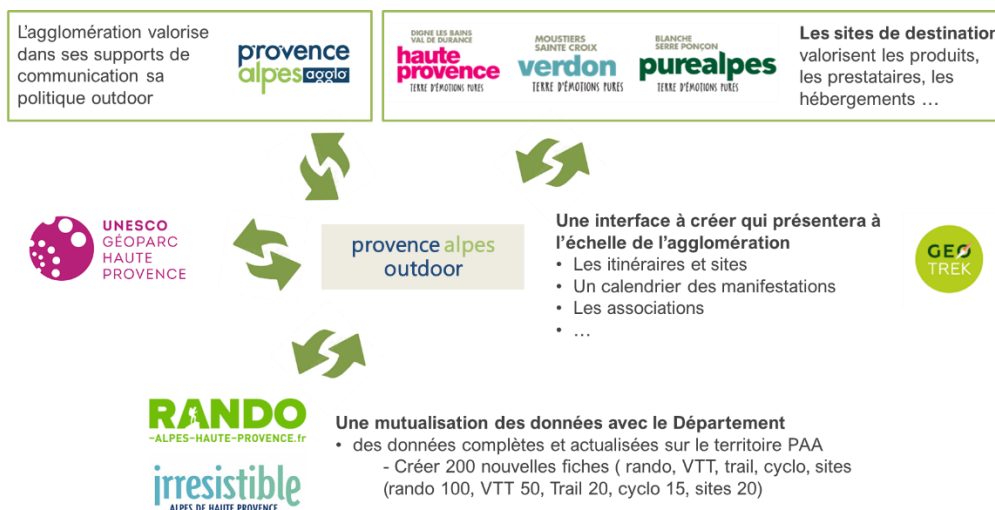 L'agglomération valorise
dans ses supports de
communication sa
politique outdoor
provence
alpes agglo
DIGNE LES BAINS
VAL DE DURANCE
haute
provence
TERRE D'ÉMOTIONS PURES
MOUSTIERS
SAINTE CROIX
verdon
TERRE D'ÉMOTIONS PURES
BLANCHE
SERRE PONÇON
purealpes
TERRE D'ÉMOTIONS PURES
Les sites de destination
valorisent les produits,
les prestataires, les
hébergements …
UNESCO
GÉOPARC
HAUTE
PROVENCE
provence alpes
outdoor
Une interface à créer qui présentera à
l'échelle de l'agglomération
• Les itinéraires et sites
• Un calendrier des manifestations
• Les associations
• …
GEO
TREK
RANDO
-ALPES-HAUTE-PROVENCE.fr
irresistible
ALPES DE HAUTE PROVENCE
Une mutualisation des données avec le Département
• des données complètes et actualisées sur le territoire PAA
- Créer 200 nouvelles fiches ( rando, VTT, trail, cyclo, sites
(rando 100, VTT 50, Trail 20, cyclo 15, sites 20)